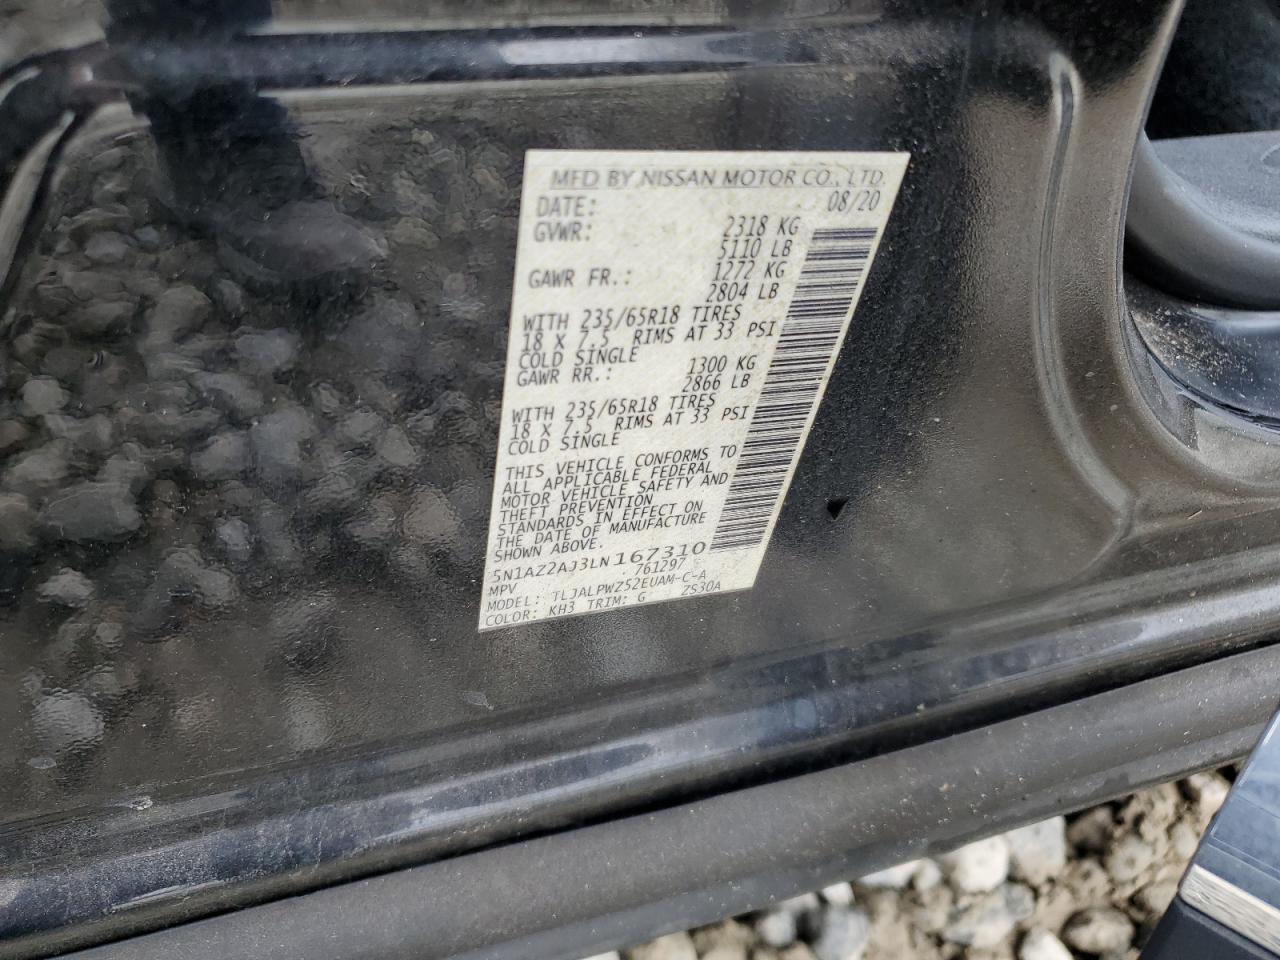 MFD BY NISSAN MOTOR CO., LTD.
DATE: 08/20
GVWR: 2318 KG
5110 LB
GAWR FR.: 1272 KG
2804 LB
WITH 235/65R18 TIRES
18 X 7.5 RIMS AT 33 PSI
COLD SINGLE
GAWR RR.: 1300 KG
2866 LB
WITH 235/65R18 TIRES
18 X 7.5 RIMS AT 33 PSI
COLD SINGLE
THIS VEHICLE CONFORMS TO
ALL APPLICABLE FEDERAL
MOTOR VEHICLE SAFETY AND
THEFT PREVENTION
STANDARDS IN EFFECT ON
THE DATE OF MANUFACTURE
SHOWN ABOVE.
5N1AZ2AJ3LN167310
MPV 761297
MODEL: TLJALPWZ52EUAM-C-A
COLOR: KH3 TRIM: G ZS30A